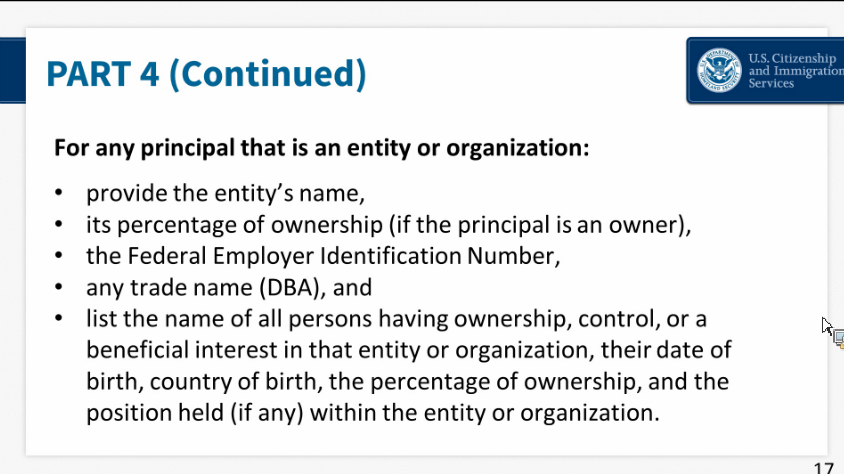 PART 4 (Continued)
U.S. Citizenship
and Immigration
Services
For any principal that is an entity or organization:
• provide the entity's name,
• its percentage of ownership (if the principal is an owner),
• the Federal Employer Identification Number,
• any trade name (DBA), and
• list the name of all persons having ownership, control, or a
beneficial interest in that entity or organization, their date of
birth, country of birth, the percentage of ownership, and the
position held (if any) within the entity or organization.
17